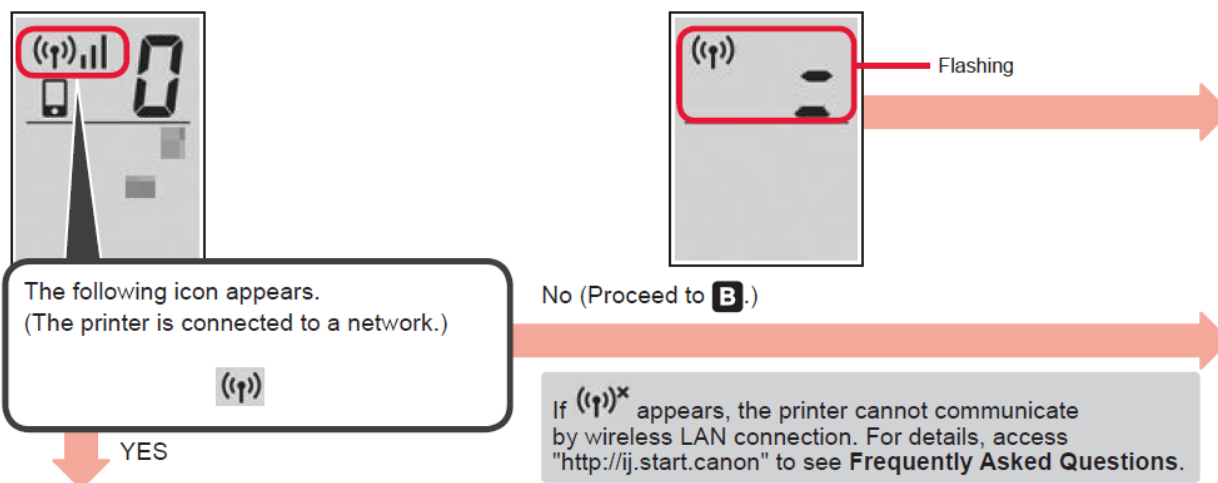 0
Flashing
The following icon appears.
(The printer is connected to a network.)
No (Proceed to B.)
If appears, the printer cannot communicate
by wireless LAN connection. For details, access
"http://ij.start.canon" to see Frequently Asked Questions.
YES